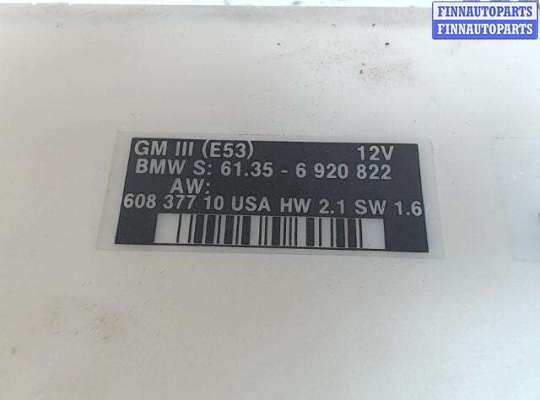 FINNAUTOPARTS
FINNAUTOPARTS
GM III (E53) 12V
BMW S: 61.35 - 6 920 822
AW:
608 377 10 USA HW 2.1 SW 1.6